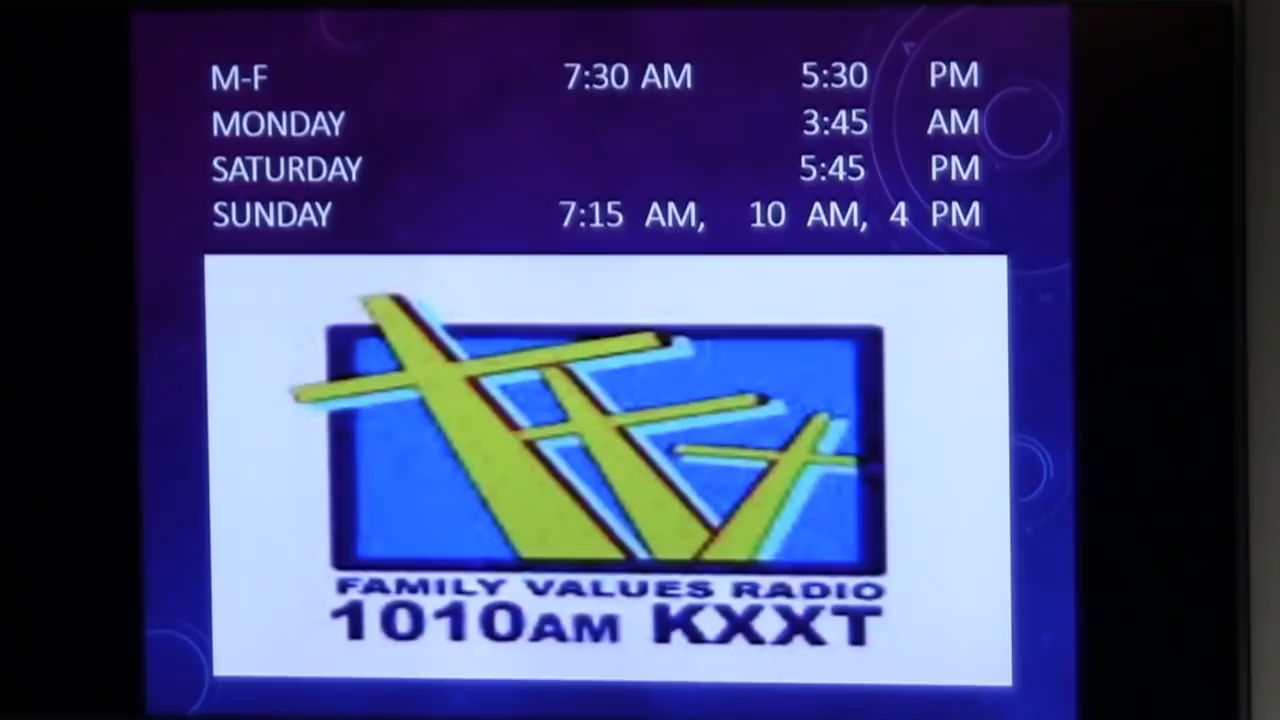 M-F 7:30 AM 5:30 PM
MONDAY 3:45 AM
SATURDAY 5:45 PM
SUNDAY 7:15 AM, 10 AM, 4 PM
FAMILY VALUES RADIO
1010AM KXXT